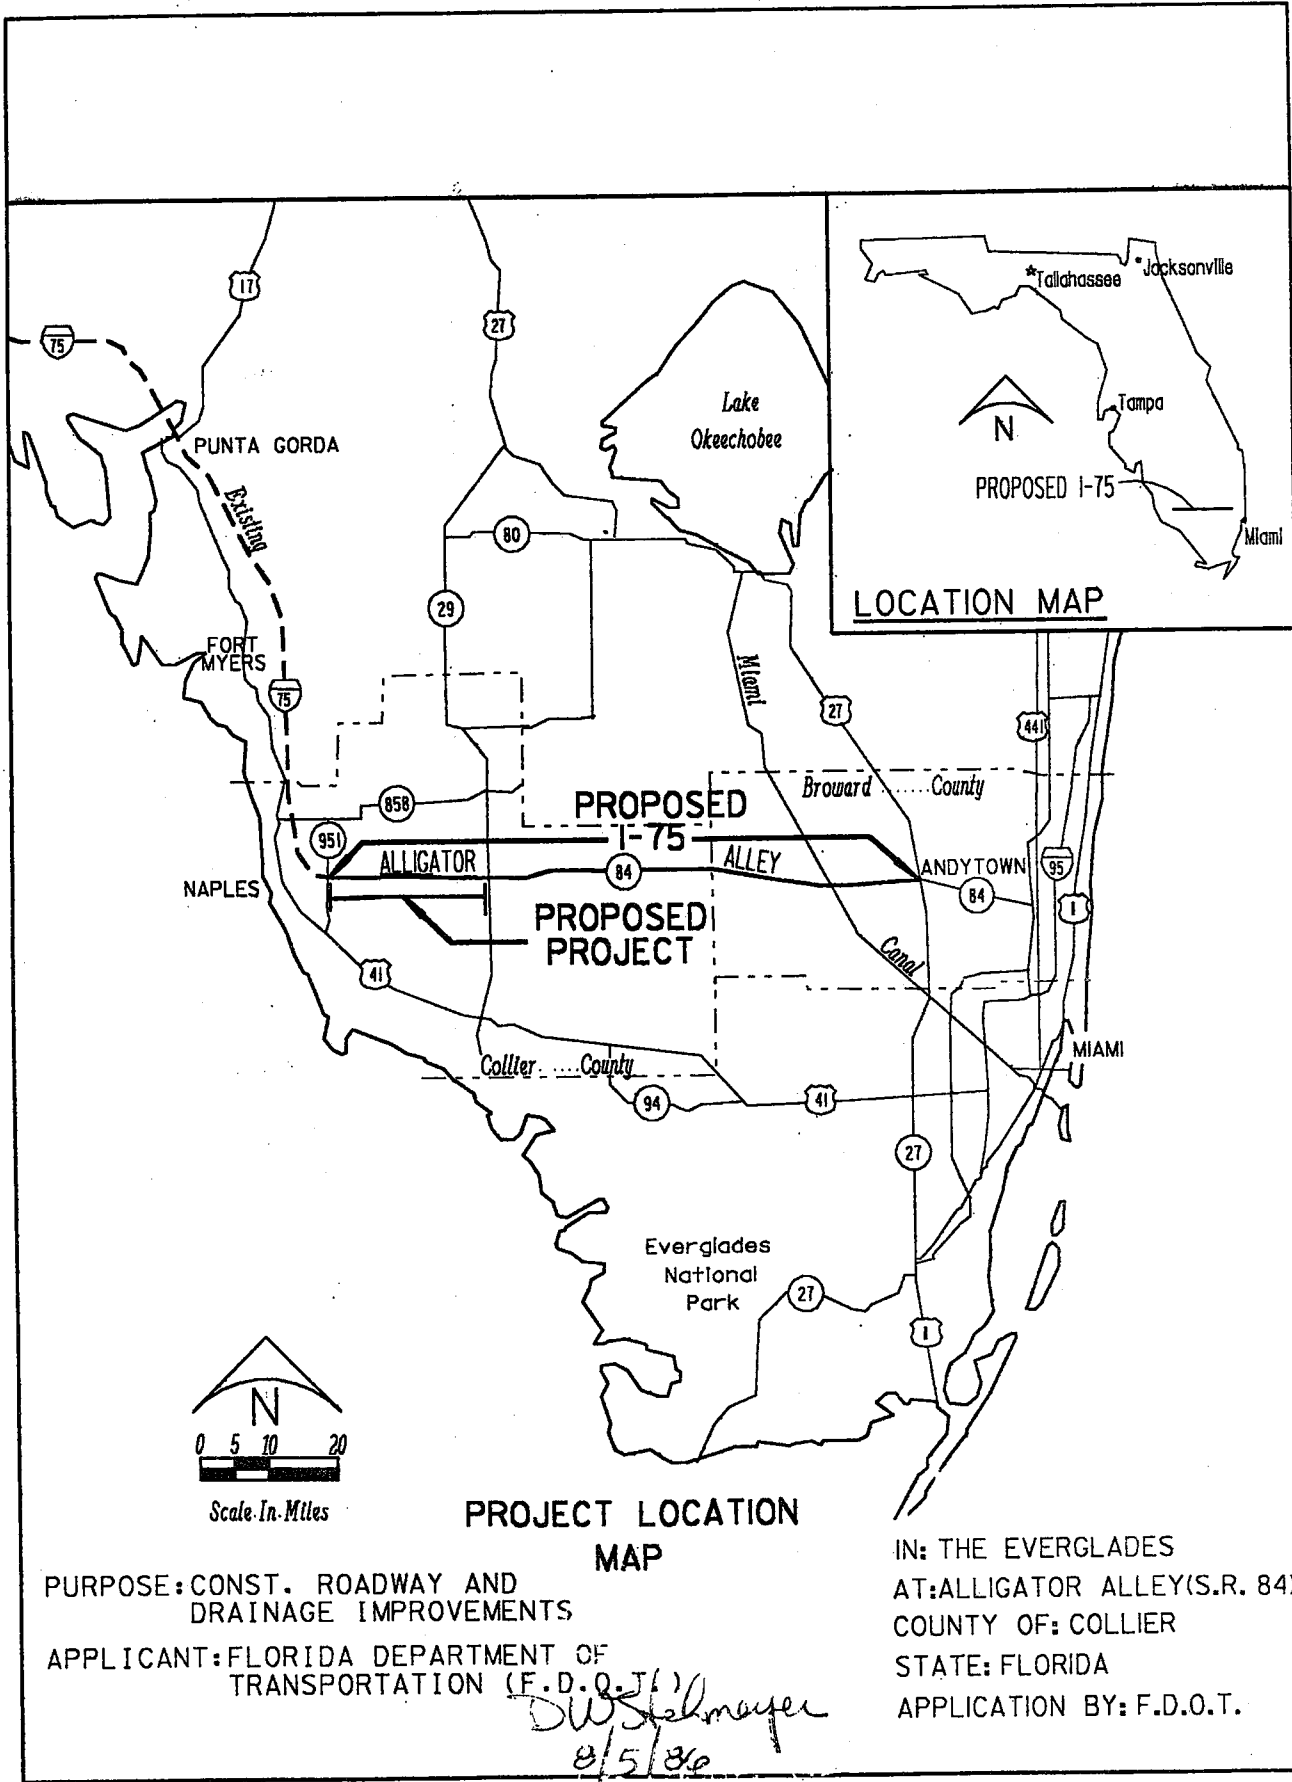 17
27
75
PUNTA GORDA
Existing
Lake
Okeechobee
*Tallahassee
Jacksonville
Tampa
N
PROPOSED I-75
Miami
LOCATION MAP
80
29
FORT
MYERS
75
Miami
27
441
Broward ....... County
858
PROPOSED
I-75
951
ALLIGATOR
84
ALLEY
ANDYTOWN
95
NAPLES
84
1
PROPOSED
PROJECT
41
Canal
MIAMI
Collier ..... County
94
41
27
Everglades
National
Park
27
1
N
0 5 10 20
Scale In Miles
PROJECT LOCATION
MAP
PURPOSE: CONST. ROADWAY AND
DRAINAGE IMPROVEMENTS
APPLICANT: FLORIDA DEPARTMENT OF
TRANSPORTATION (F.D.O.T.)
8/5/86
IN: THE EVERGLADES
AT: ALLIGATOR ALLEY (S.R. 84)
COUNTY OF: COLLIER
STATE: FLORIDA
APPLICATION BY: F.D.O.T.